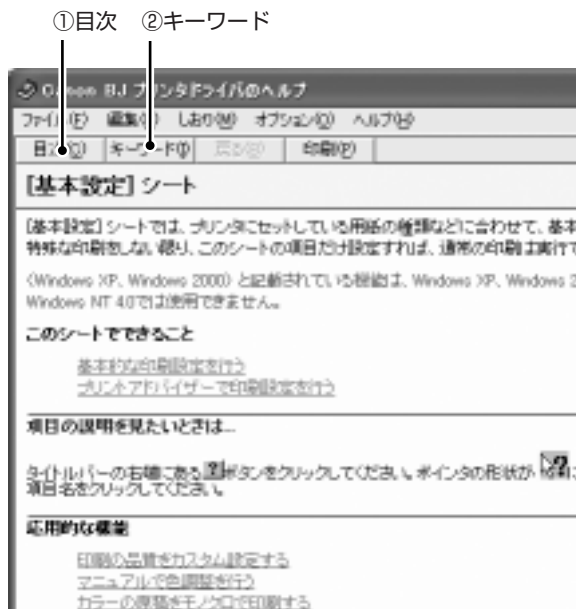 ①目次 ②キーワード
Canon BJ プリンタドライバのヘルプ
ファイル(F) 編集(E) しおり(M) オプション(O) ヘルプ(H)
目次(C) キーワード(I) 戻る(B) 印刷(P)
[基本設定] シート
[基本設定] シートでは、プリンタにセットしている用紙の種類などに合わせて、基本
特殊な印刷をしない限り、このシートの項目だけ設定すれば、通常の印刷は実行で
(Windows XP、Windows 2000) と記載されている機能は、Windows XP、Windows 2
Windows NT 4.0では使用できません。
このシートでできること
基本的な印刷設定を行う
プリントアドバイザーで印刷設定を行う
項目の説明を見たいときは...
タイトルバーの右端にある ? ボタンをクリックしてください。ポインタの形状が ? に
項目名をクリックしてください。
応用的な機能
印刷の品質をカスタム設定する
マニュアルで色調整を行う
カラーの原稿をモノクロで印刷する